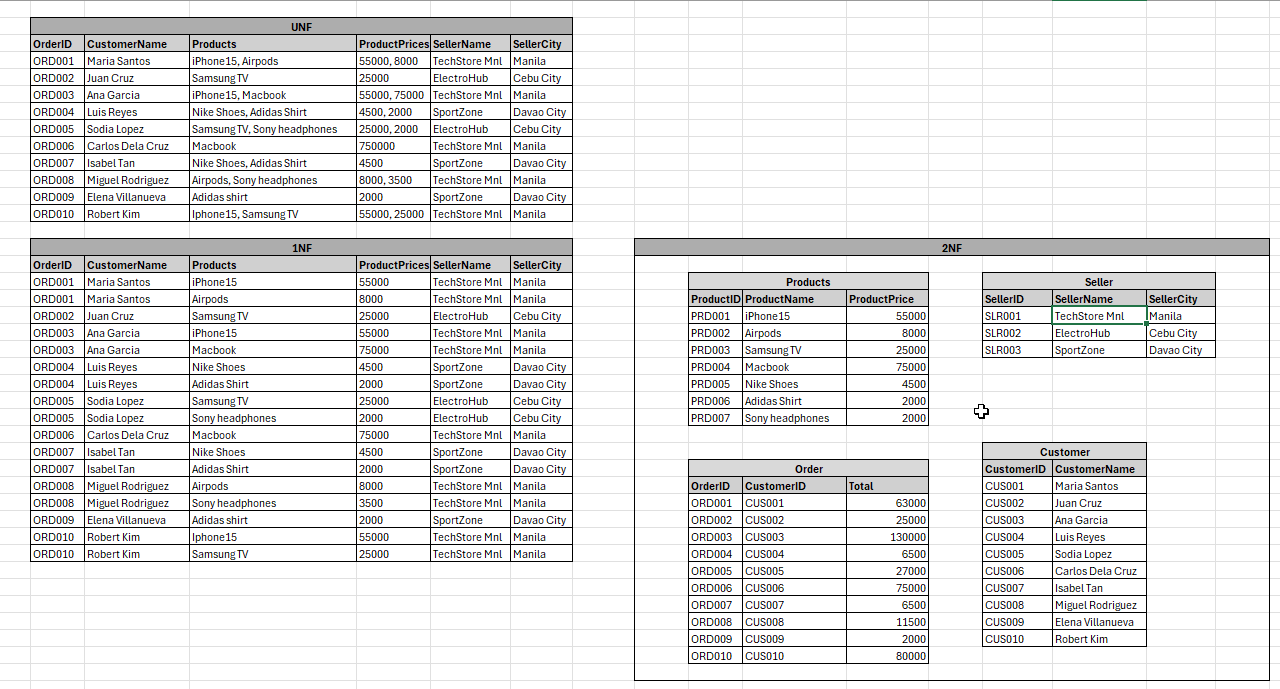 UNF
OrderID CustomerName Products ProductPrices SellerName SellerCity
ORD001 Maria Santos iPhone15, Airpods 55000, 8000 TechStore Mnl Manila
ORD002 Juan Cruz Samsung TV 25000 ElectroHub Cebu City
ORD003 Ana Garcia iPhone15, Macbook 55000, 75000 TechStore Mnl Manila
ORD004 Luis Reyes Nike Shoes, Adidas Shirt 4500, 2000 SportZone Davao City
ORD005 Sodia Lopez Samsung TV, Sony headphones 25000, 2000 ElectroHub Cebu City
ORD006 Carlos Dela Cruz Macbook 750000 TechStore Mnl Manila
ORD007 Isabel Tan Nike Shoes, Adidas Shirt 4500 SportZone Davao City
ORD008 Miguel Rodriguez Airpods, Sony headphones 8000, 3500 TechStore Mnl Manila
ORD009 Elena Villanueva Adidas shirt 2000 SportZone Davao City
ORD010 Robert Kim Iphone15, Samsung TV 55000, 25000 TechStore Mnl Manila
1NF
OrderID CustomerName Products ProductPrices SellerName SellerCity
ORD001 Maria Santos iPhone15 55000 TechStore Mnl Manila
ORD001 Maria Santos Airpods 8000 TechStore Mnl Manila
ORD002 Juan Cruz Samsung TV 25000 ElectroHub Cebu City
ORD003 Ana Garcia iPhone15 55000 TechStore Mnl Manila
ORD003 Ana Garcia Macbook 75000 TechStore Mnl Manila
ORD004 Luis Reyes Nike Shoes 4500 SportZone Davao City
ORD004 Luis Reyes Adidas Shirt 2000 SportZone Davao City
ORD005 Sodia Lopez Samsung TV 25000 ElectroHub Cebu City
ORD005 Sodia Lopez Sony headphones 2000 ElectroHub Cebu City
ORD006 Carlos Dela Cruz Macbook 75000 TechStore Mnl Manila
ORD007 Isabel Tan Nike Shoes 4500 SportZone Davao City
ORD007 Isabel Tan Adidas Shirt 2000 SportZone Davao City
ORD008 Miguel Rodriguez Airpods 8000 TechStore Mnl Manila
ORD008 Miguel Rodriguez Sony headphones 3500 TechStore Mnl Manila
ORD009 Elena Villanueva Adidas shirt 2000 SportZone Davao City
ORD010 Robert Kim Iphone15 55000 TechStore Mnl Manila
ORD010 Robert Kim Samsung TV 25000 TechStore Mnl Manila
2NF
Products
ProductID ProductName ProductPrice
PRD001 iPhone15 55000
PRD002 Airpods 8000
PRD003 Samsung TV 25000
PRD004 Macbook 75000
PRD005 Nike Shoes 4500
PRD006 Adidas Shirt 2000
PRD007 Sony headphones 2000
Seller
SellerID SellerName SellerCity
SLR001 TechStore Mnl Manila
SLR002 ElectroHub Cebu City
SLR003 SportZone Davao City
Order
OrderID CustomerID Total
ORD001 CUS001 63000
ORD002 CUS002 25000
ORD003 CUS003 130000
ORD004 CUS004 6500
ORD005 CUS005 27000
ORD006 CUS006 75000
ORD007 CUS007 6500
ORD008 CUS008 11500
ORD009 CUS009 2000
ORD010 CUS010 80000
Customer
CustomerID CustomerName
CUS001 Maria Santos
CUS002 Juan Cruz
CUS003 Ana Garcia
CUS004 Luis Reyes
CUS005 Sodia Lopez
CUS006 Carlos Dela Cruz
CUS007 Isabel Tan
CUS008 Miguel Rodriguez
CUS009 Elena Villanueva
CUS010 Robert Kim